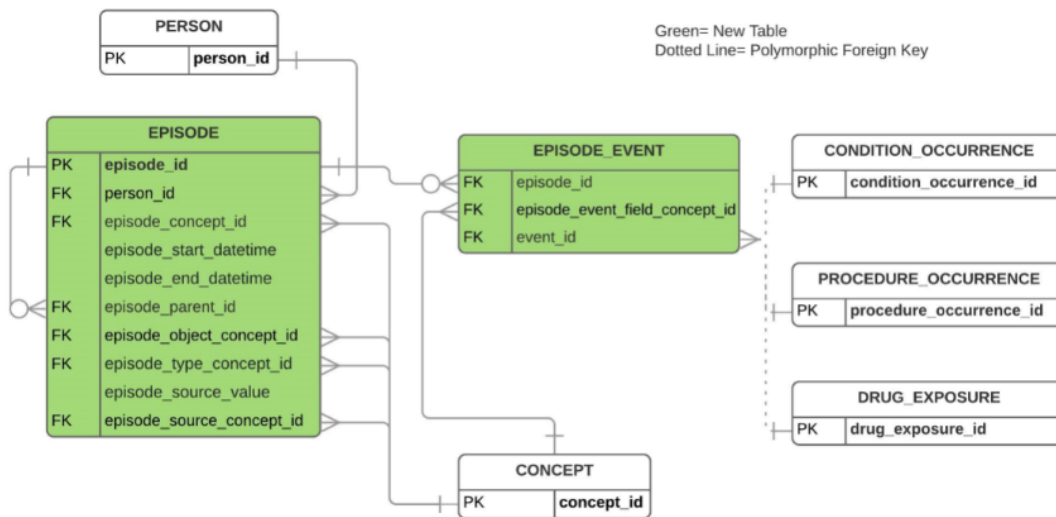 PERSON
PK person_id
Green= New Table
Dotted Line= Polymorphic Foreign Key
EPISODE
PK episode_id
FK person_id
FK episode_concept_id
episode_start_datetime
episode_end_datetime
FK episode_parent_id
FK episode_object_concept_id
FK episode_type_concept_id
episode_source_value
FK episode_source_concept_id
EPISODE_EVENT
FK episode_id
FK episode_event_field_concept_id
FK event_id
CONDITION_OCCURRENCE
PK condition_occurrence_id
PROCEDURE_OCCURRENCE
PK procedure_occurrence_id
DRUG_EXPOSURE
PK drug_exposure_id
CONCEPT
PK concept_id